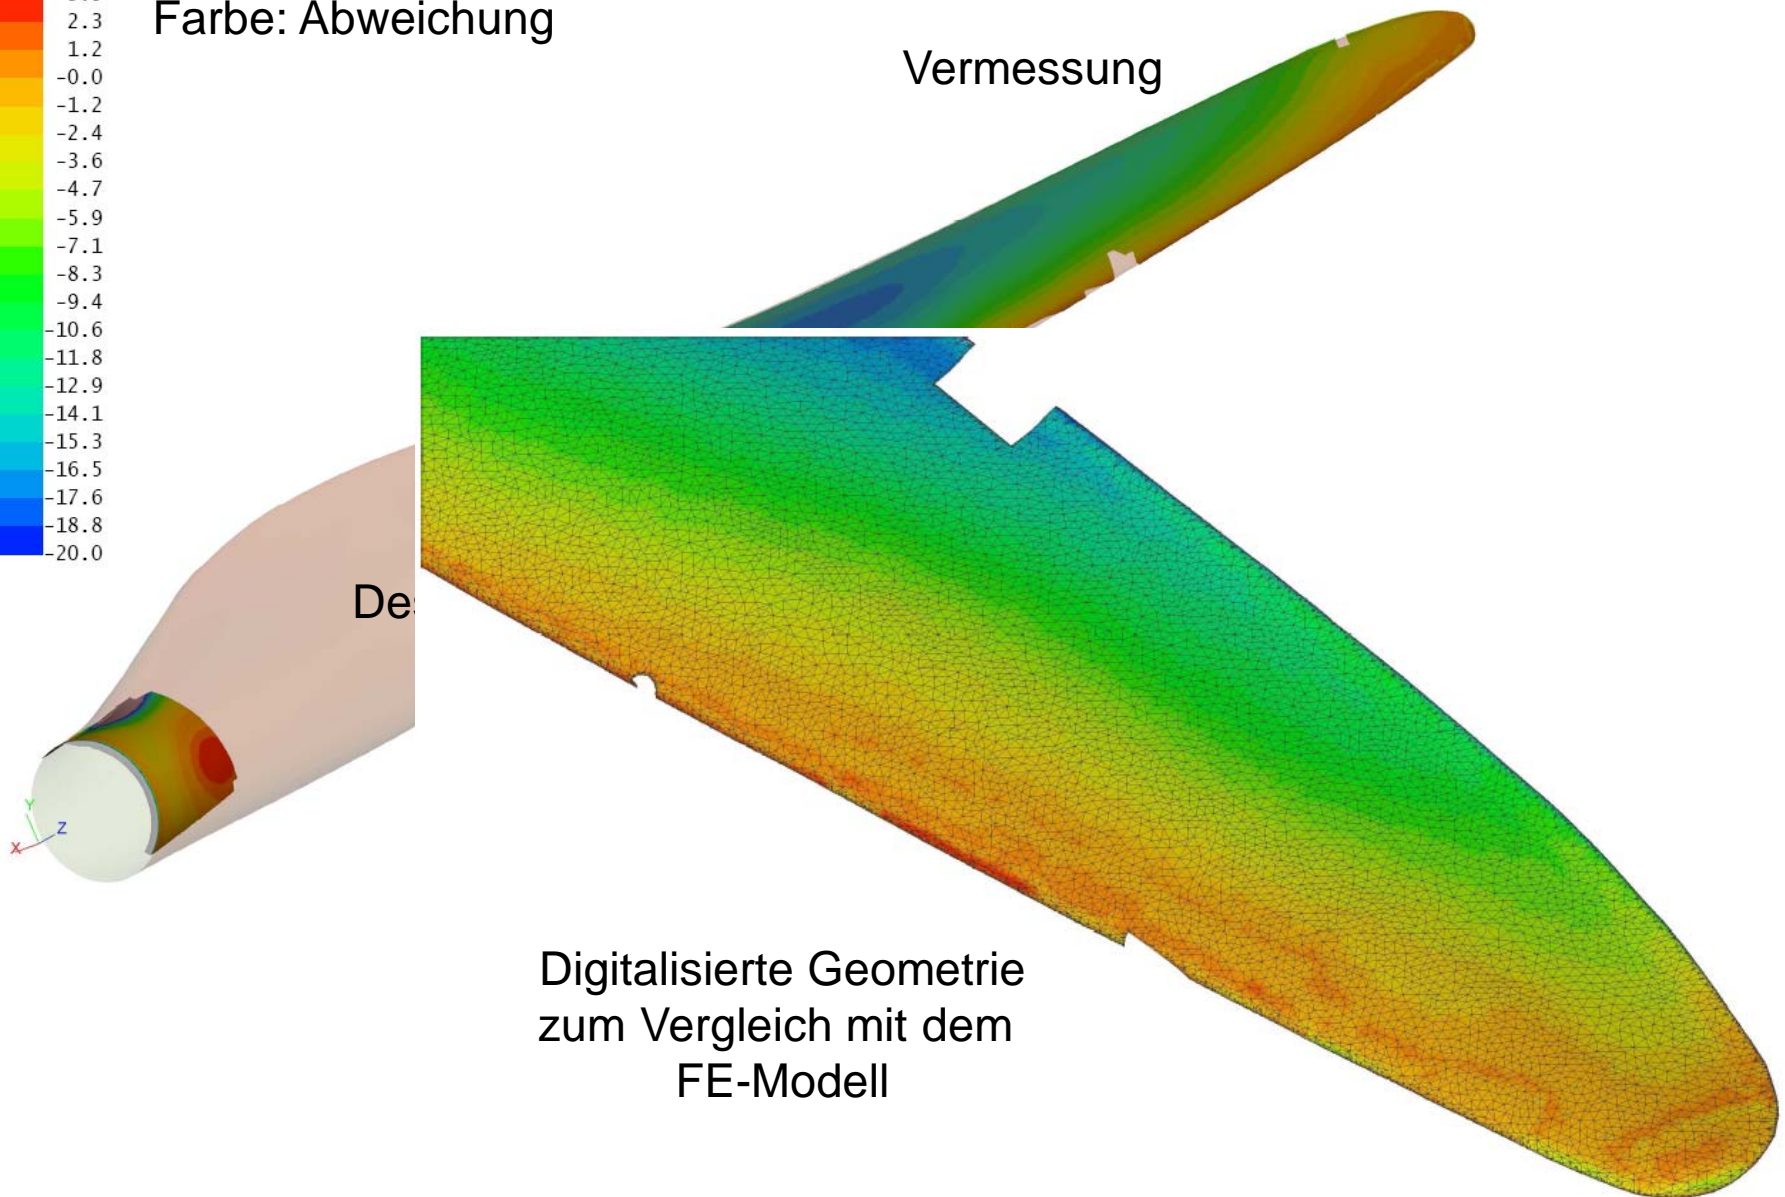 Farbe: Abweichung
2.3
1.2
-0.0
-1.2
-2.4
-3.6
-4.7
-5.9
-7.1
-8.3
-9.4
-10.6
-11.8
-12.9
-14.1
-15.3
-16.5
-17.6
-18.8
-20.0
Vermessung
Y
Z
X
Digitalisierte Geometrie
zum Vergleich mit dem
FE-Modell